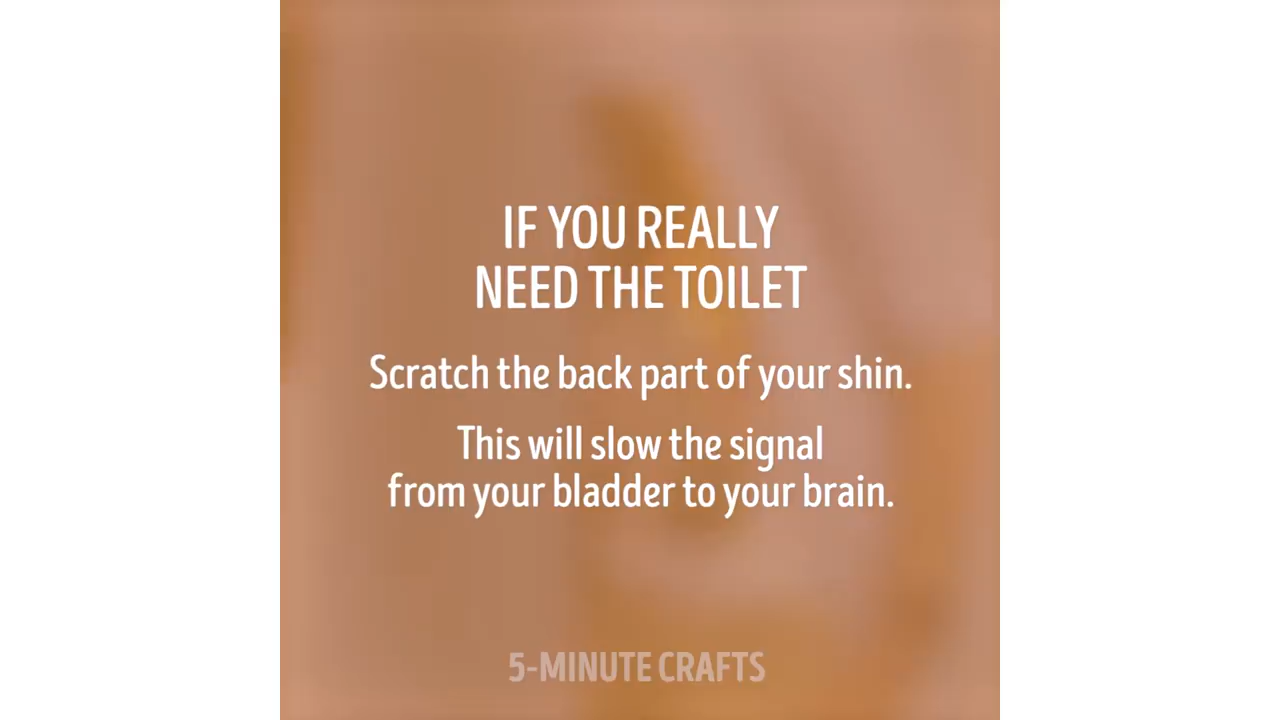 IF YOU REALLY
NEED THE TOILET
Scratch the back part of your shin.
This will slow the signal
from your bladder to your brain.
5-MINUTE CRAFTS